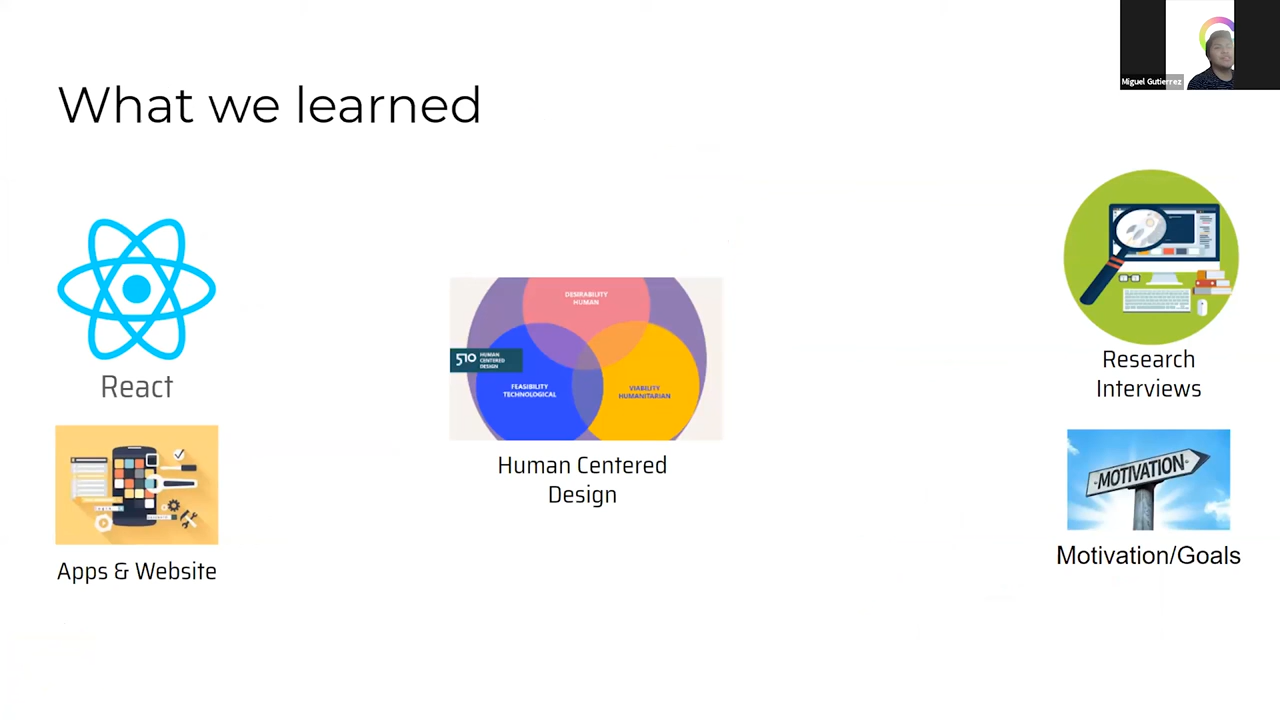 Miguel Gutierrez
What we learned
React
Apps & Website
DESIRABILITY
HUMAN
510
HUMAN
CENTERED
DESIGN
FEASIBILITY
TECHNOLOGICAL
VIABILITY
HUMANITARIAN
Human Centered
Design
Research
Interviews
-MOTIVATION-
Motivation/Goals